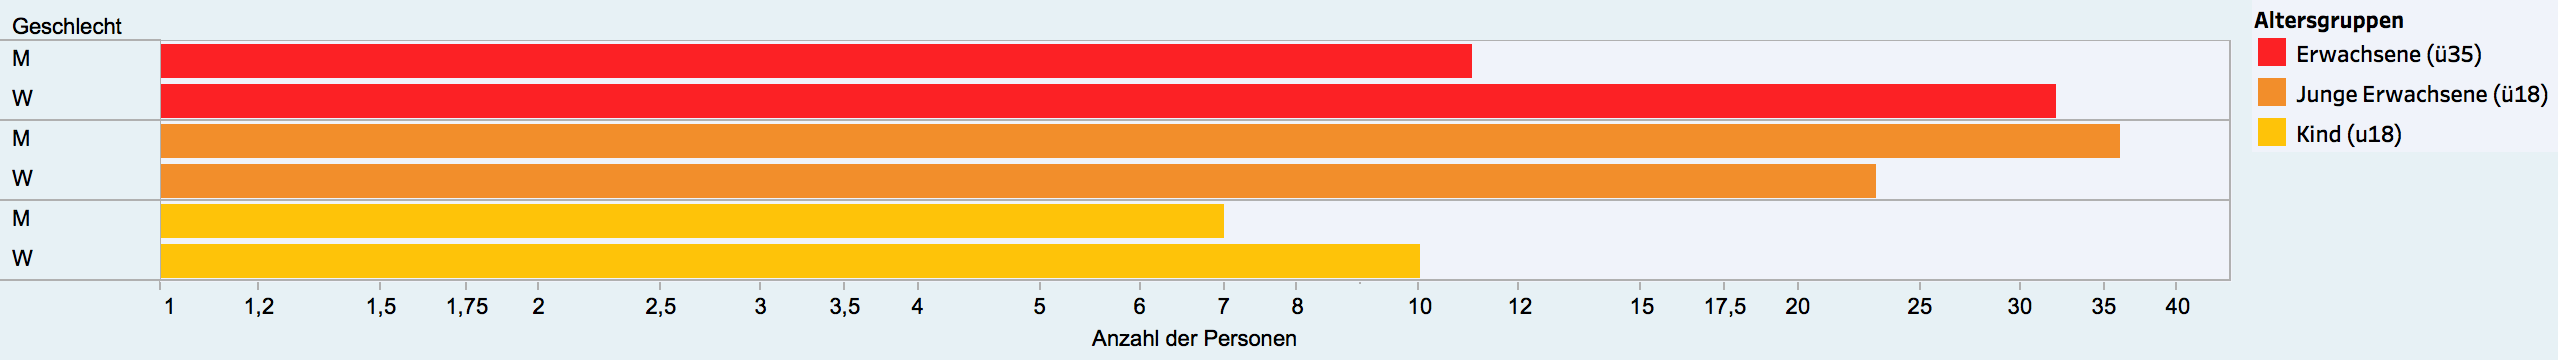 Geschlecht
M
W
M
W
M
W
1 1,2 1,5 1,75 2 2,5 3 3,5 4 5 6 7 8 10 12 15 17,5 20 25 30 35 40
Anzahl der Personen
Altersgruppen
Erwachsene (ü35)
Junge Erwachsene (ü18)
Kind (u18)